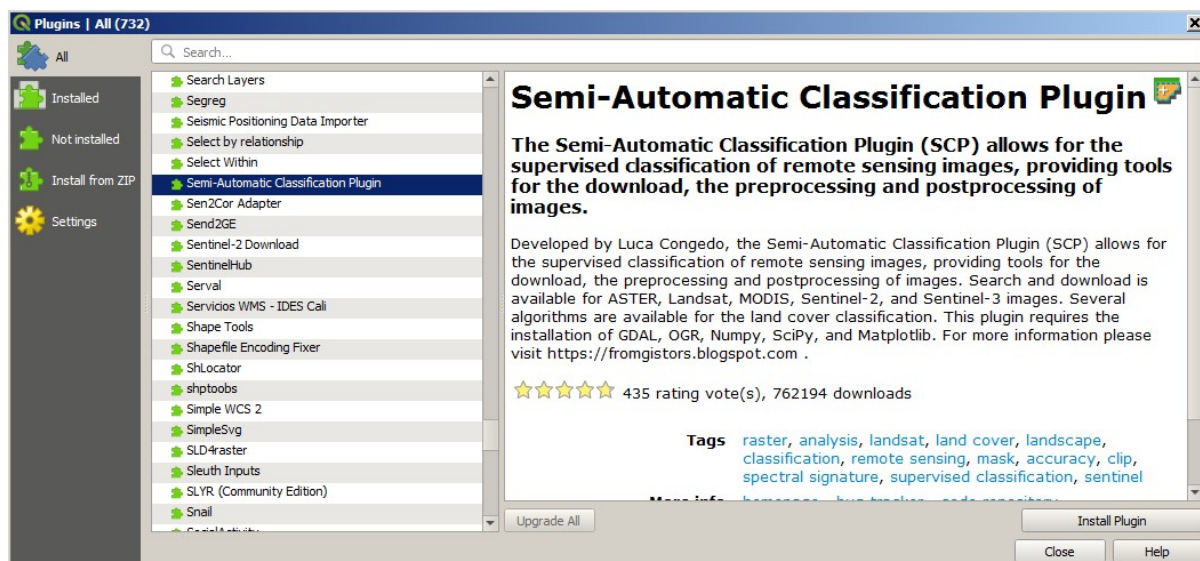 Plugins | All (732)
All
Installed
Not installed
Install from ZIP
Settings
Search...
Search Layers
Segreg
Seismic Positioning Data Importer
Select by relationship
Select Within
Semi-Automatic Classification Plugin
Sen2Cor Adapter
Send2GE
Sentinel-2 Download
SentinelHub
Serval
Servicios WMS - IDES Cali
Shape Tools
Shapefile Encoding Fixer
ShLocator
shptoobs
Simple WCS 2
SimpleSvg
SLD4raster
Sleuth Inputs
SLYR (Community Edition)
Snail
SocialActivity
Semi-Automatic Classification Plugin
The Semi-Automatic Classification Plugin (SCP) allows for the
supervised classification of remote sensing images, providing tools
for the download, the preprocessing and postprocessing of
images.
Developed by Luca Congedo, the Semi-Automatic Classification Plugin (SCP) allows for
the supervised classification of remote sensing images, providing tools for the
download, the preprocessing and postprocessing of images. Search and download is
available for ASTER, Landsat, MODIS, Sentinel-2, and Sentinel-3 images. Several
algorithms are available for the land cover classification. This plugin requires the
installation of GDAL, OGR, Numpy, SciPy, and Matplotlib. For more information please
visit https://fromgistors.blogspot.com .
435 rating vote(s), 762194 downloads
Tags raster, analysis, landsat, land cover, landscape,
classification, remote sensing, mask, accuracy, clip,
spectral signature, supervised classification, sentinel
More info homepage bug tracker code repository
Upgrade All
Install Plugin
Close
Help